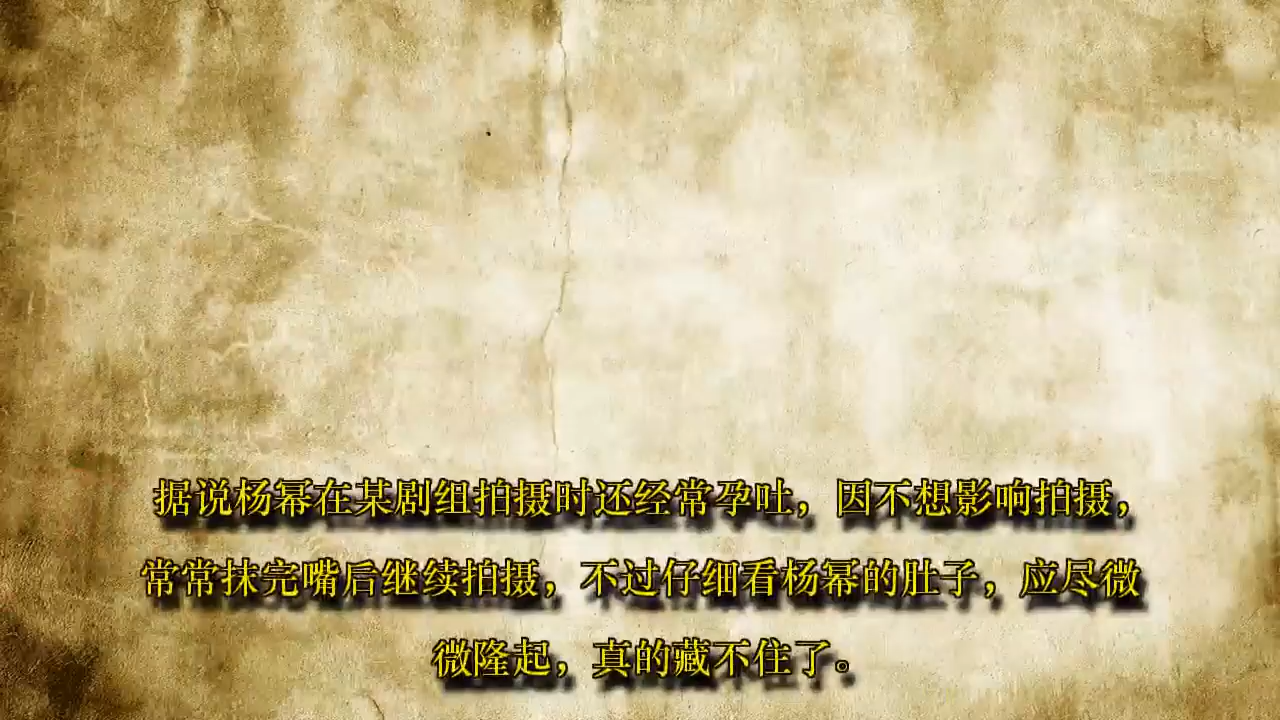 据说杨幂在某剧组拍摄时还经常孕吐，因不想影响拍摄，
常常抹完嘴后继续拍摄，不过仔细看杨幂的肚子，应尽微
微隆起，真的藏不住了。